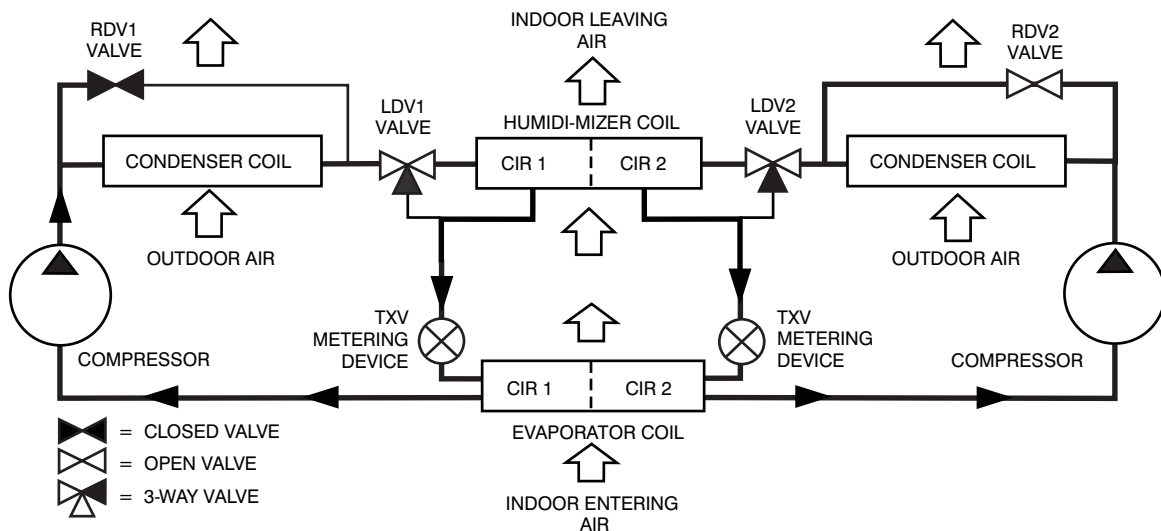 RDV1
VALVE
INDOOR LEAVING
AIR
RDV2
VALVE
LDV1
VALVE
HUMIDI-MIZER COIL
LDV2
VALVE
CONDENSER COIL
CIR 1
CIR 2
CONDENSER COIL
OUTDOOR AIR
OUTDOOR AIR
TXV
METERING
DEVICE
TXV
METERING
DEVICE
COMPRESSOR
COMPRESSOR
CIR 1
CIR 2
EVAPORATOR COIL
INDOOR ENTERING
AIR
= CLOSED VALVE
= OPEN VALVE
= 3-WAY VALVE